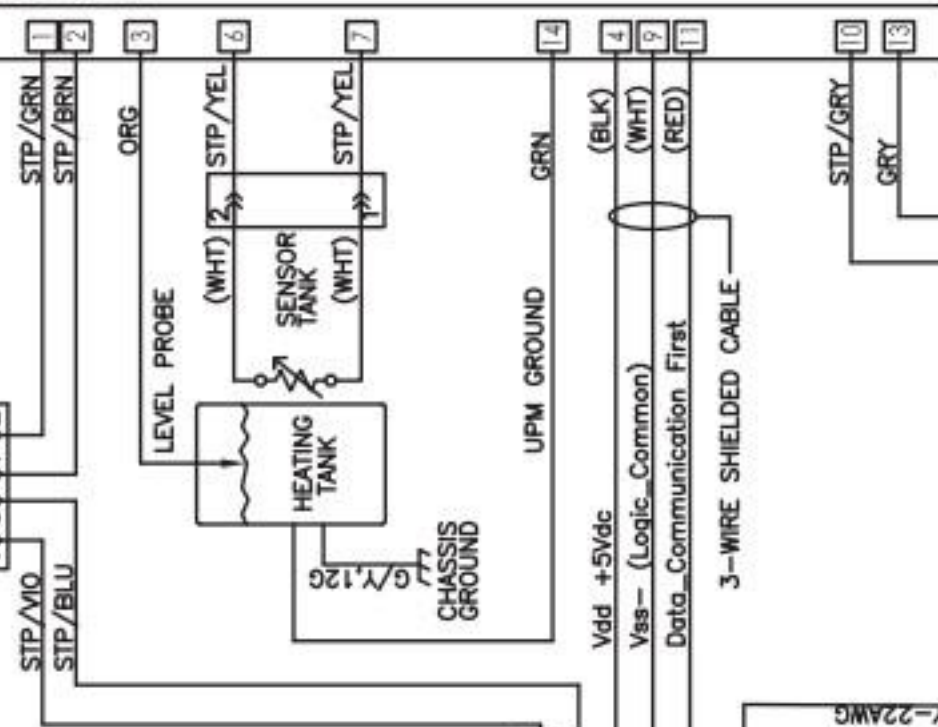 1
2
3
6
7
14
4
9
11
10
13
STP/GRN
STP/BRN
ORG
STP/YEL
STP/YEL
GRN
(BLK)
(WHT)
(RED)
STP/GRY
GRY
2
1
(WHT)
SENSOR
TANK
(WHT)
LEVEL PROBE
HEATING
TANK
UPM GROUND
G/Y,12G
CHASSIS
GROUND
STP/VIO
STP/BLU
Vdd +5Vdc
Vss- (Logic_Common)
Data_Communication First
3-WIRE SHIELDED CABLE
-22AWG